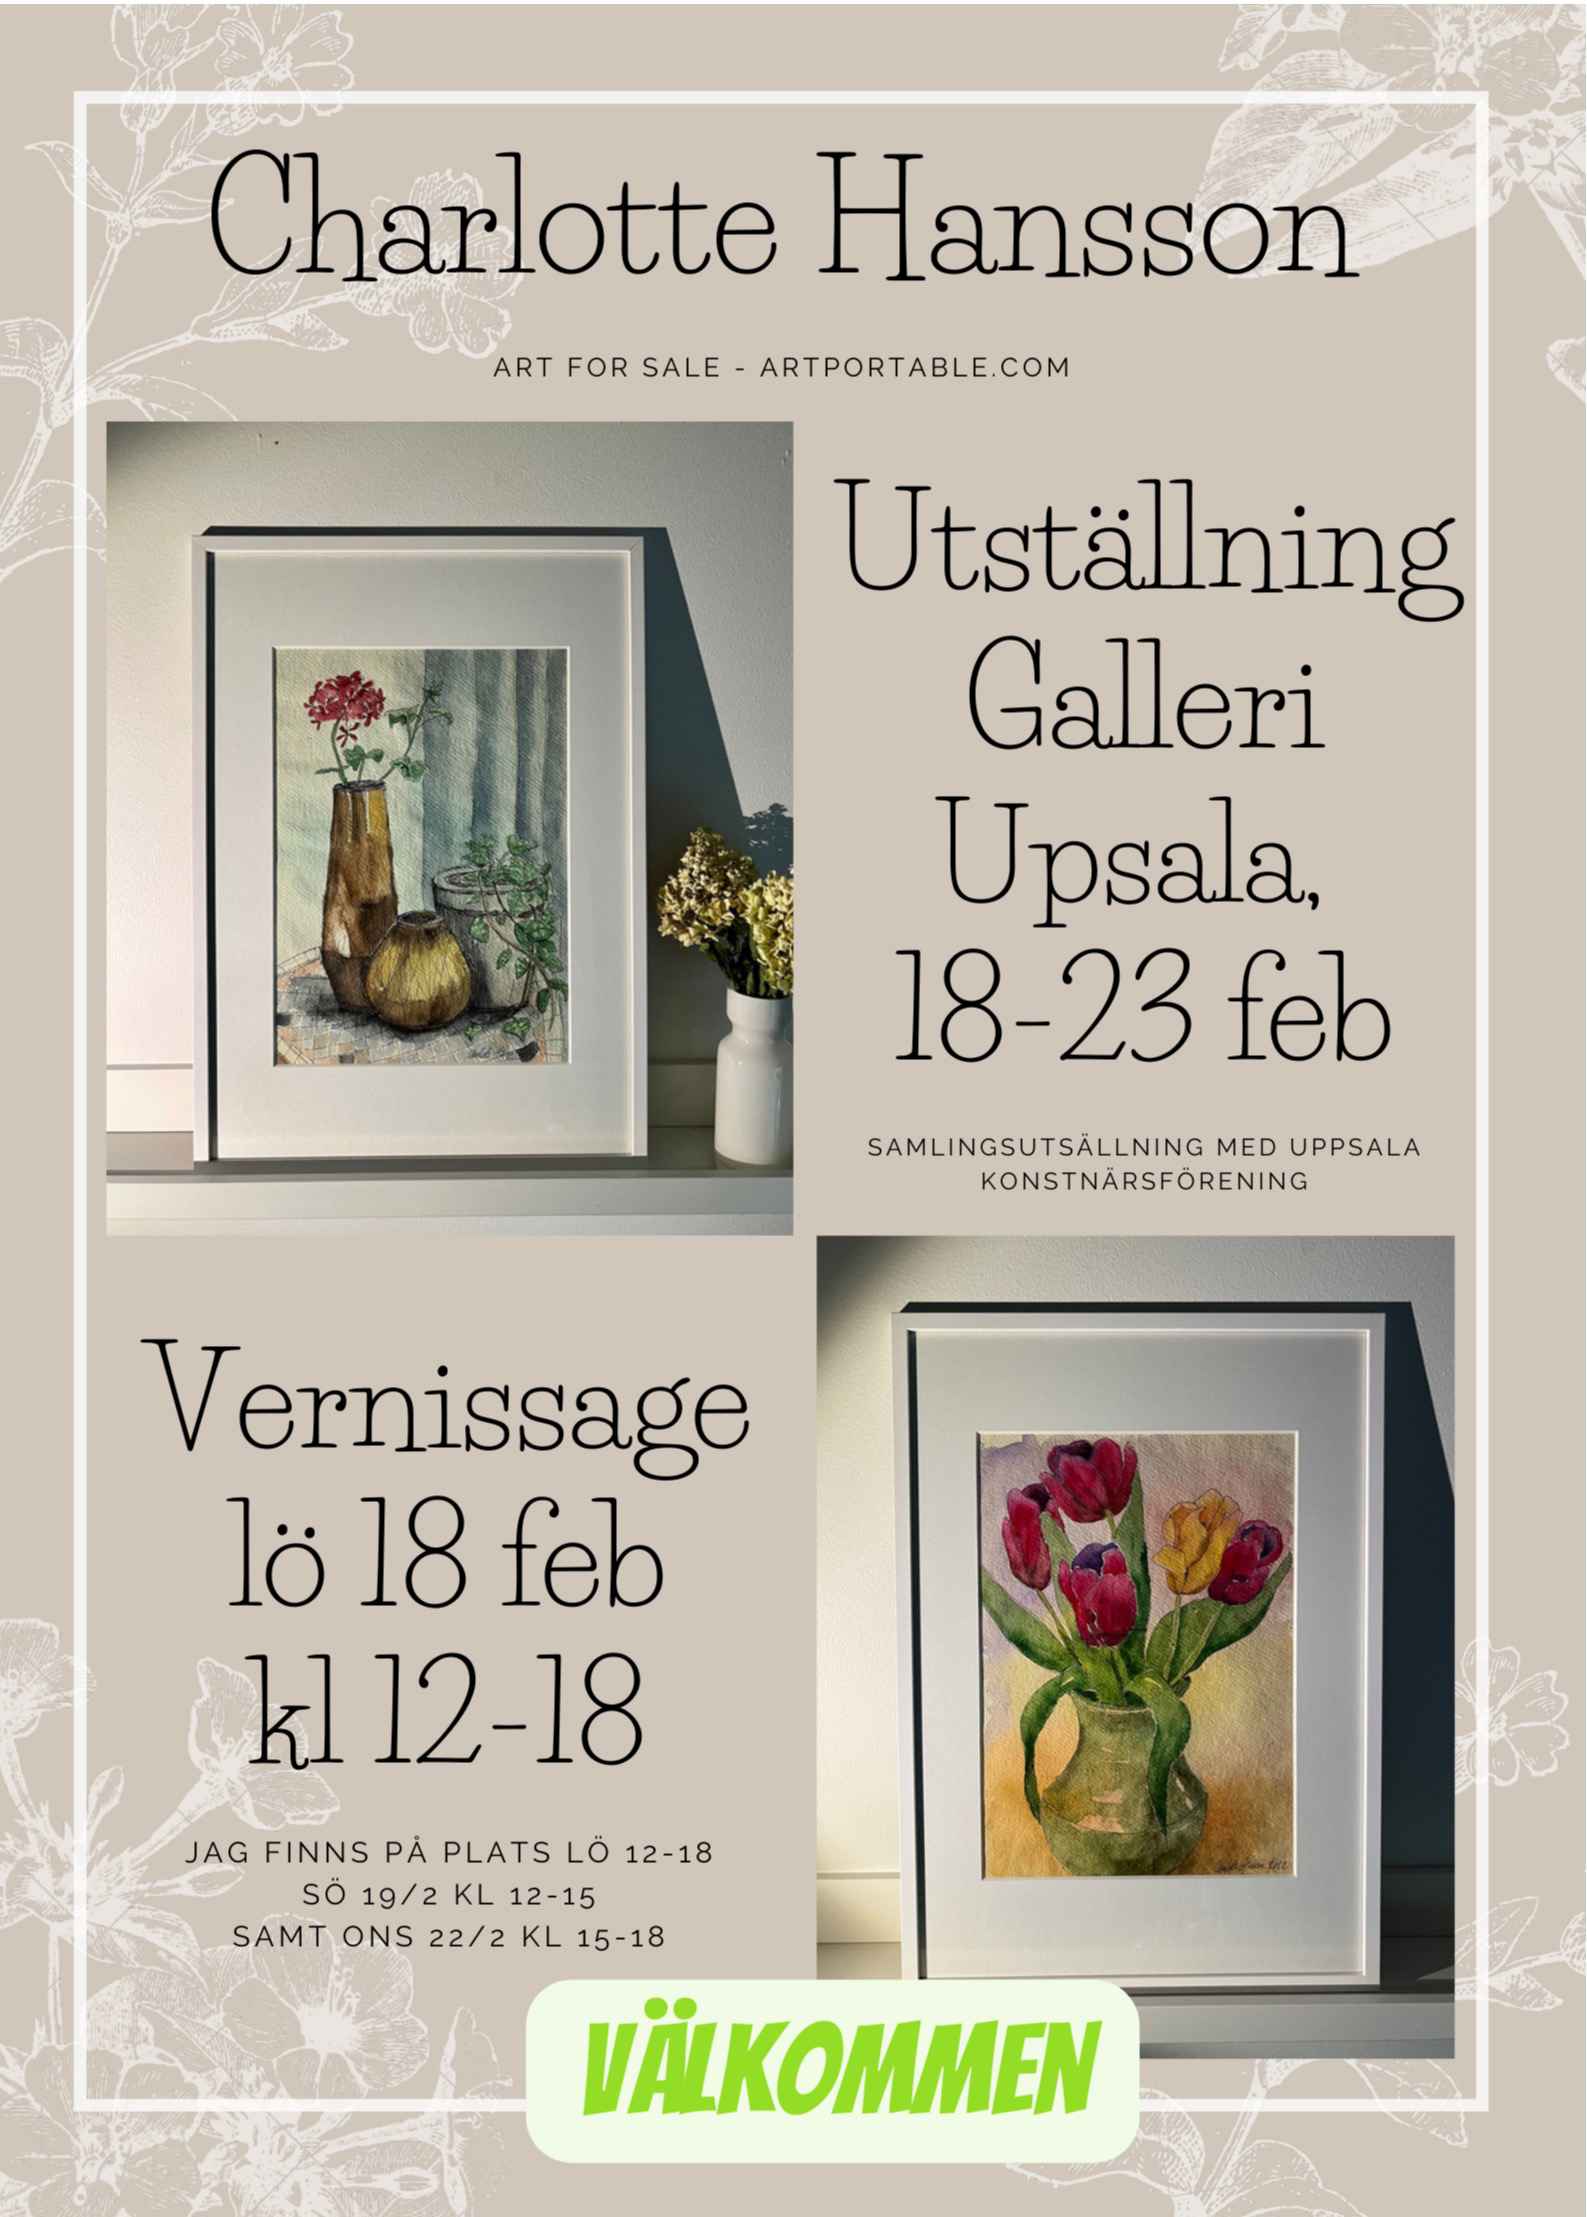 Charlotte Hansson
ART FOR SALE - ARTPORTABLE.COM
Utställning
Galleri
Upsala,
18-23 feb
SAMLINGSUTSÄLLNING MED UPPSALA
KONSTNÄRSFÖRENING
Vernissage
lö 18 feb
kl 12-18
JAG FINNS PÅ PLATS LÖ 12-18
SÖ 19/2 KL 12-15
SAMT ONS 22/2 KL 15-18
VÄLKOMMEN